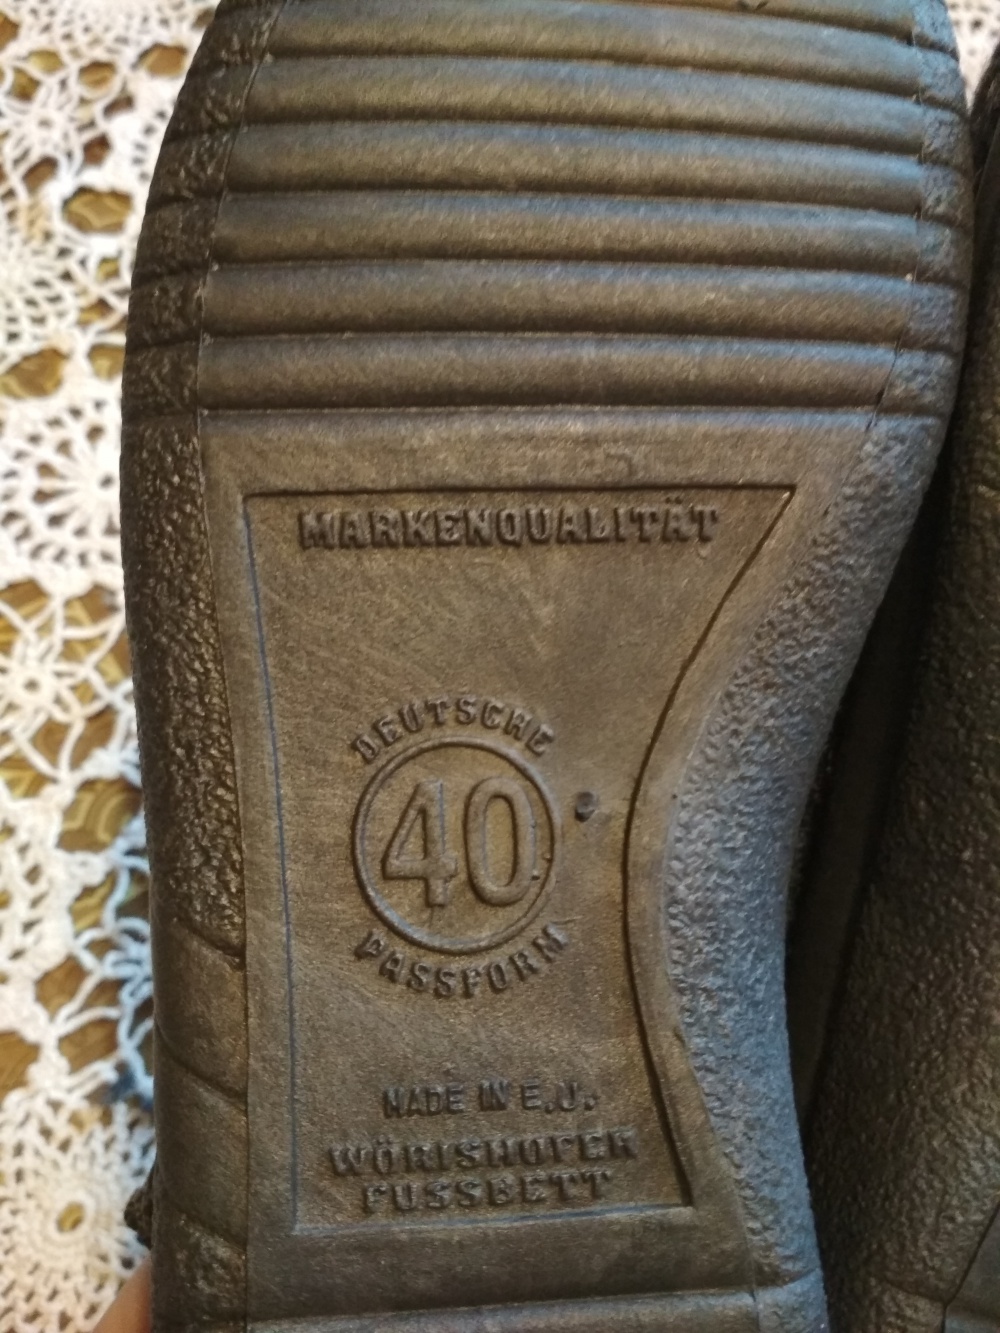 MARKENQUALITÄT
DEUTSCHE
40
PASSFORM
MADE IN E.U.
WÖRISHOFER
FUSSBETT